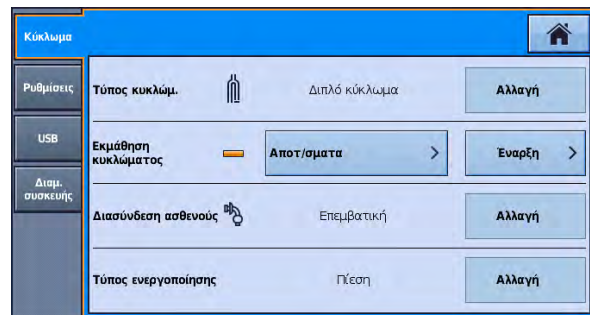 Κύκλωμα
Ρυθμίσεις
USB
Διαμ.
συσκευής
Τύπος κυκλώμ.
Διπλό κύκλωμα
Αλλαγή
Εκμάθηση
κυκλώματος
Αποτ/σματα
Έναρξη
Διασύνδεση ασθενούς
Επεμβατική
Αλλαγή
Τύπος ενεργοποίησης
Πίεση
Αλλαγή